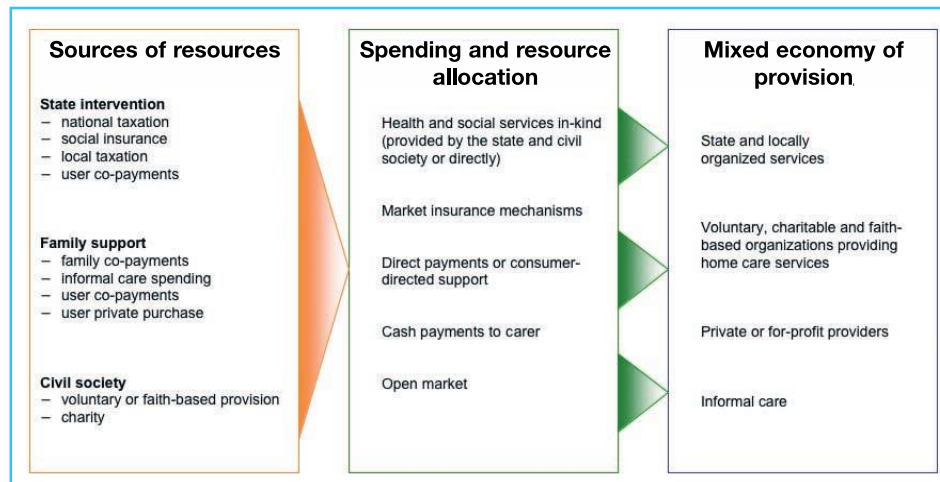 Sources of resources
State intervention
– national taxation
– social insurance
– local taxation
– user co-payments
Family support
– family co-payments
– informal care spending
– user co-payments
– user private purchase
Civil society
– voluntary or faith-based provision
– charity
Spending and resource
allocation
Health and social services in-kind
(provided by the state and civil
society or directly)
Market insurance mechanisms
Direct payments or consumer-
directed support
Cash payments to carer
Open market
Mixed economy of
provision
State and locally
organized services
Voluntary, charitable and faith-
based organizations providing
home care services
Private or for-profit providers
Informal care